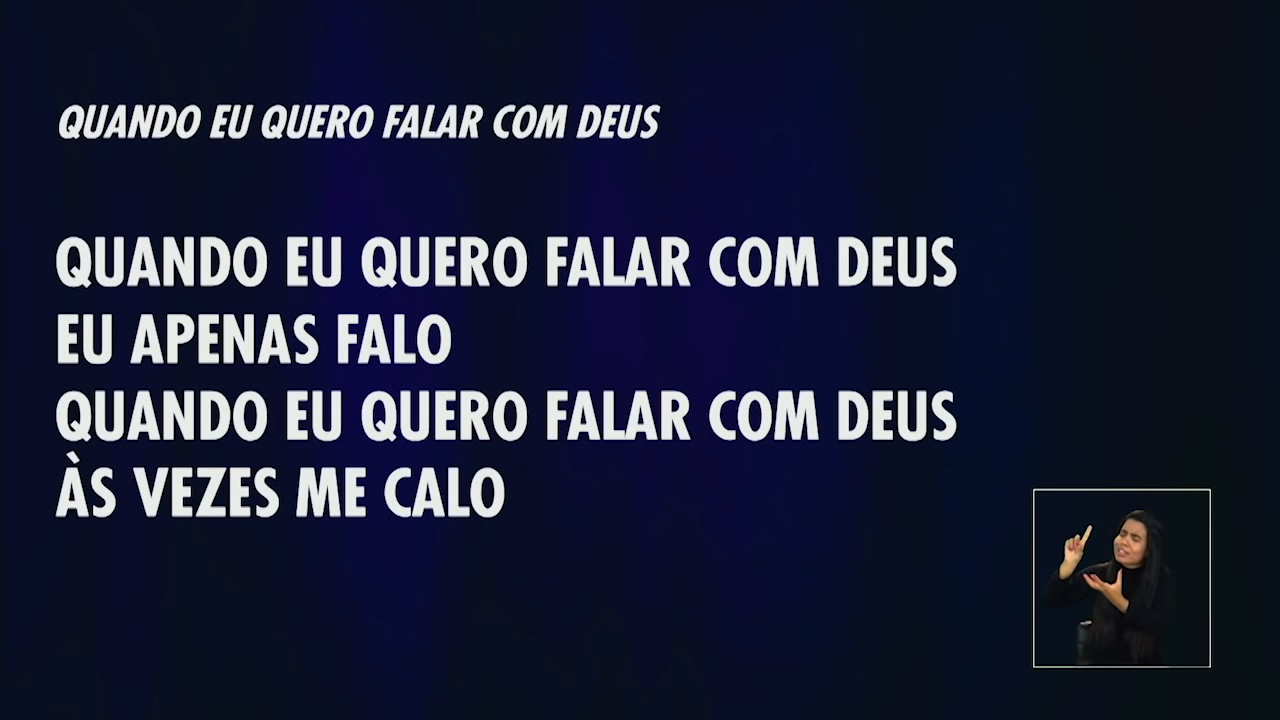 QUANDO EU QUERO FALAR COM DEUS
QUANDO EU QUERO FALAR COM DEUS
EU APENAS FALO
QUANDO EU QUERO FALAR COM DEUS
ÀS VEZES ME CALO